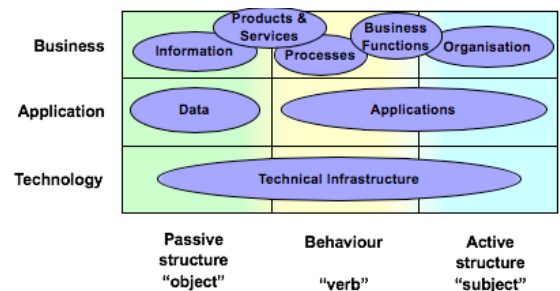 Business
Information
Products &
Services
Processes
Business
Functions
Organisation
Application
Data
Applications
Technology
Technical Infrastructure
Passive
structure
"object"
Behaviour
"verb"
Active
structure
"subject"